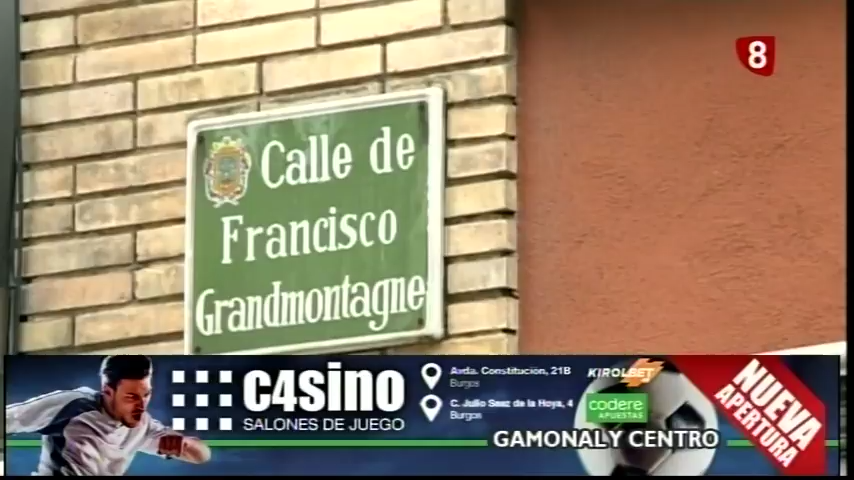 8
Calle de
Francisco
Grandmontagne
c4sino
SALONES DE JUEGO
Avda. Constitución, 21B
Burgos
C. Julio Saez de la Hoya, 4
Burgos
KIROLBET
codere
APUESTAS
GAMONAL Y CENTRO
NUEVA
APERTURA